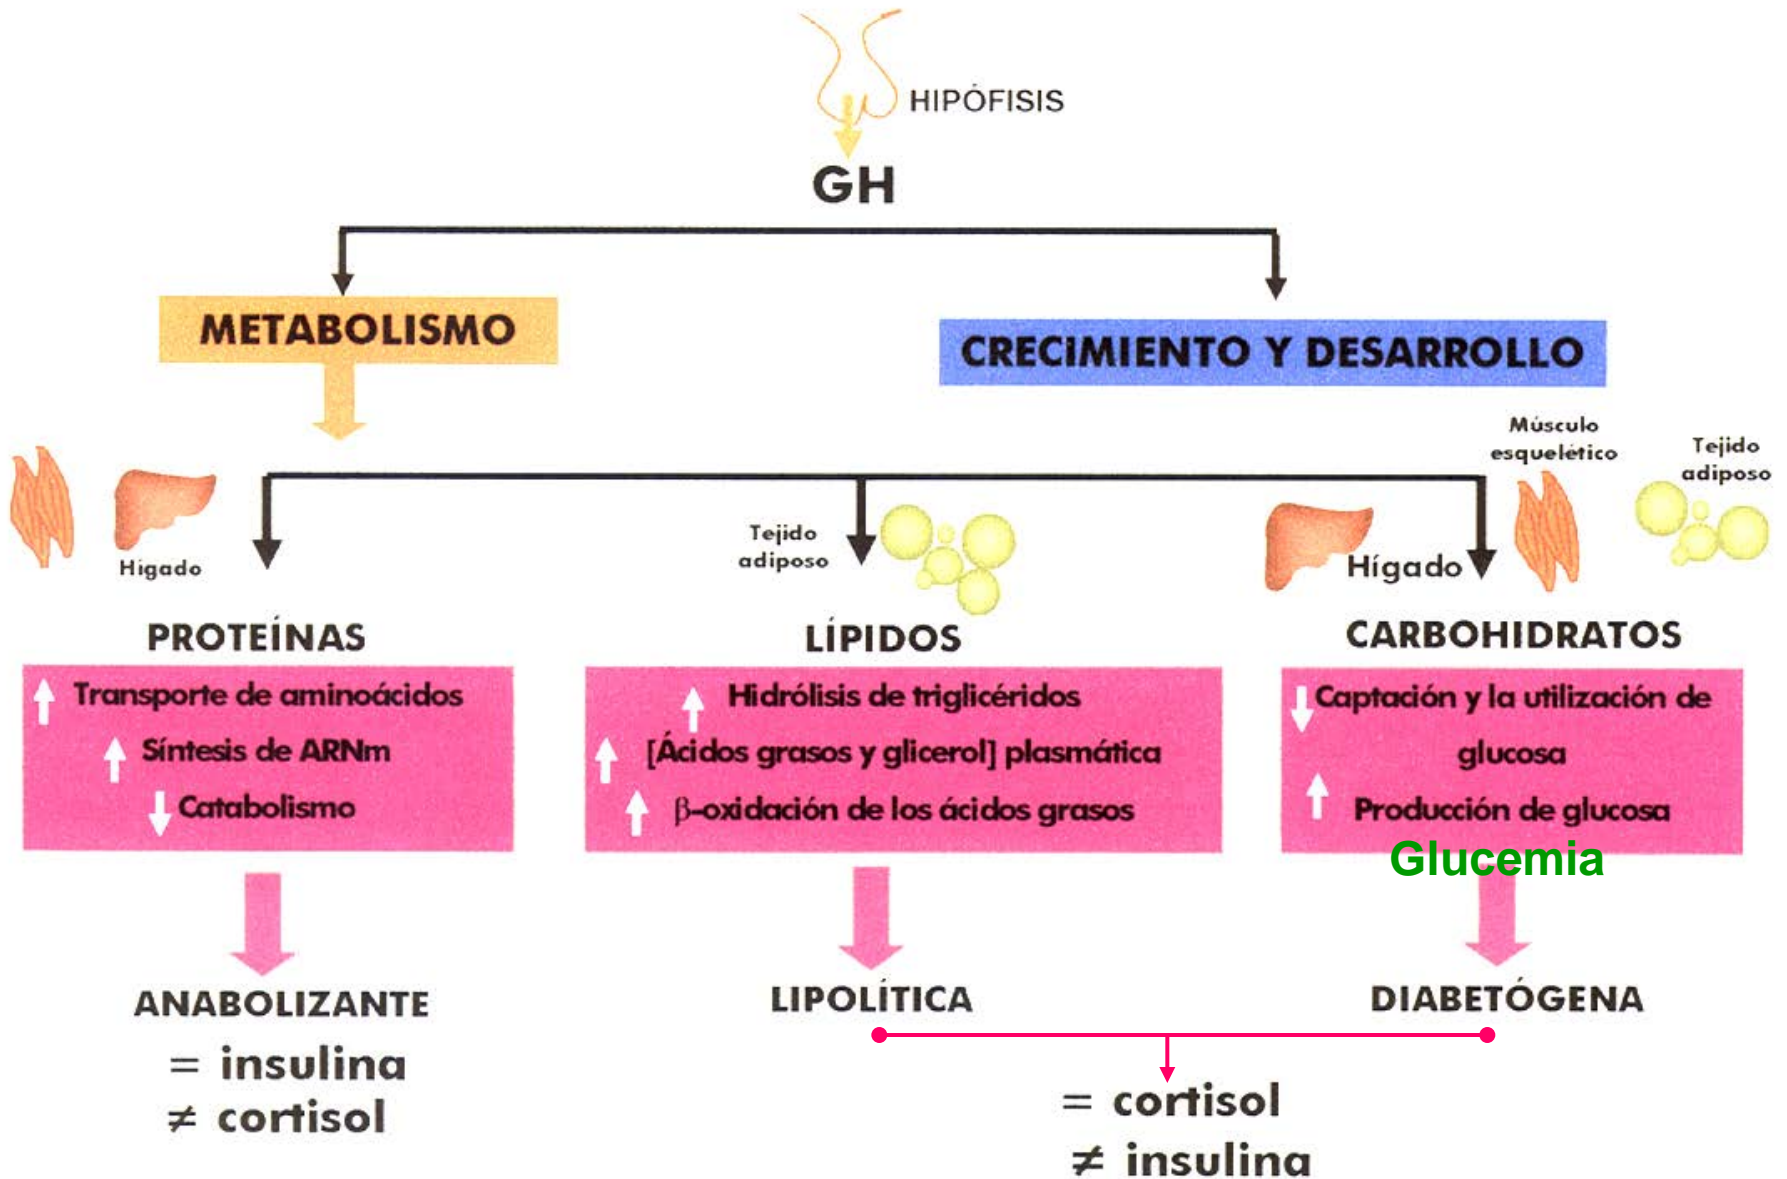 HIPÓFISIS
GH
METABOLISMO
CRECIMIENTO Y DESARROLLO
Músculo
esquelético
Tejido
adiposo
Hígado
Tejido
adiposo
Hígado
PROTEÍNAS
↑ Transporte de aminoácidos
↑ Síntesis de ARNm
↓ Catabolismo
LÍPIDOS
↑ Hidrólisis de triglicéridos
↑ [Ácidos grasos y glicerol] plasmática
↑ β-oxidación de los ácidos grasos
CARBOHIDRATOS
↓ Captación y la utilización de
glucosa
↑ Producción de glucosa
Glucemia
ANABOLIZANTE
= insulina
≠ cortisol
LIPOLÍTICA
DIABETÓGENA
= cortisol
≠ insulina